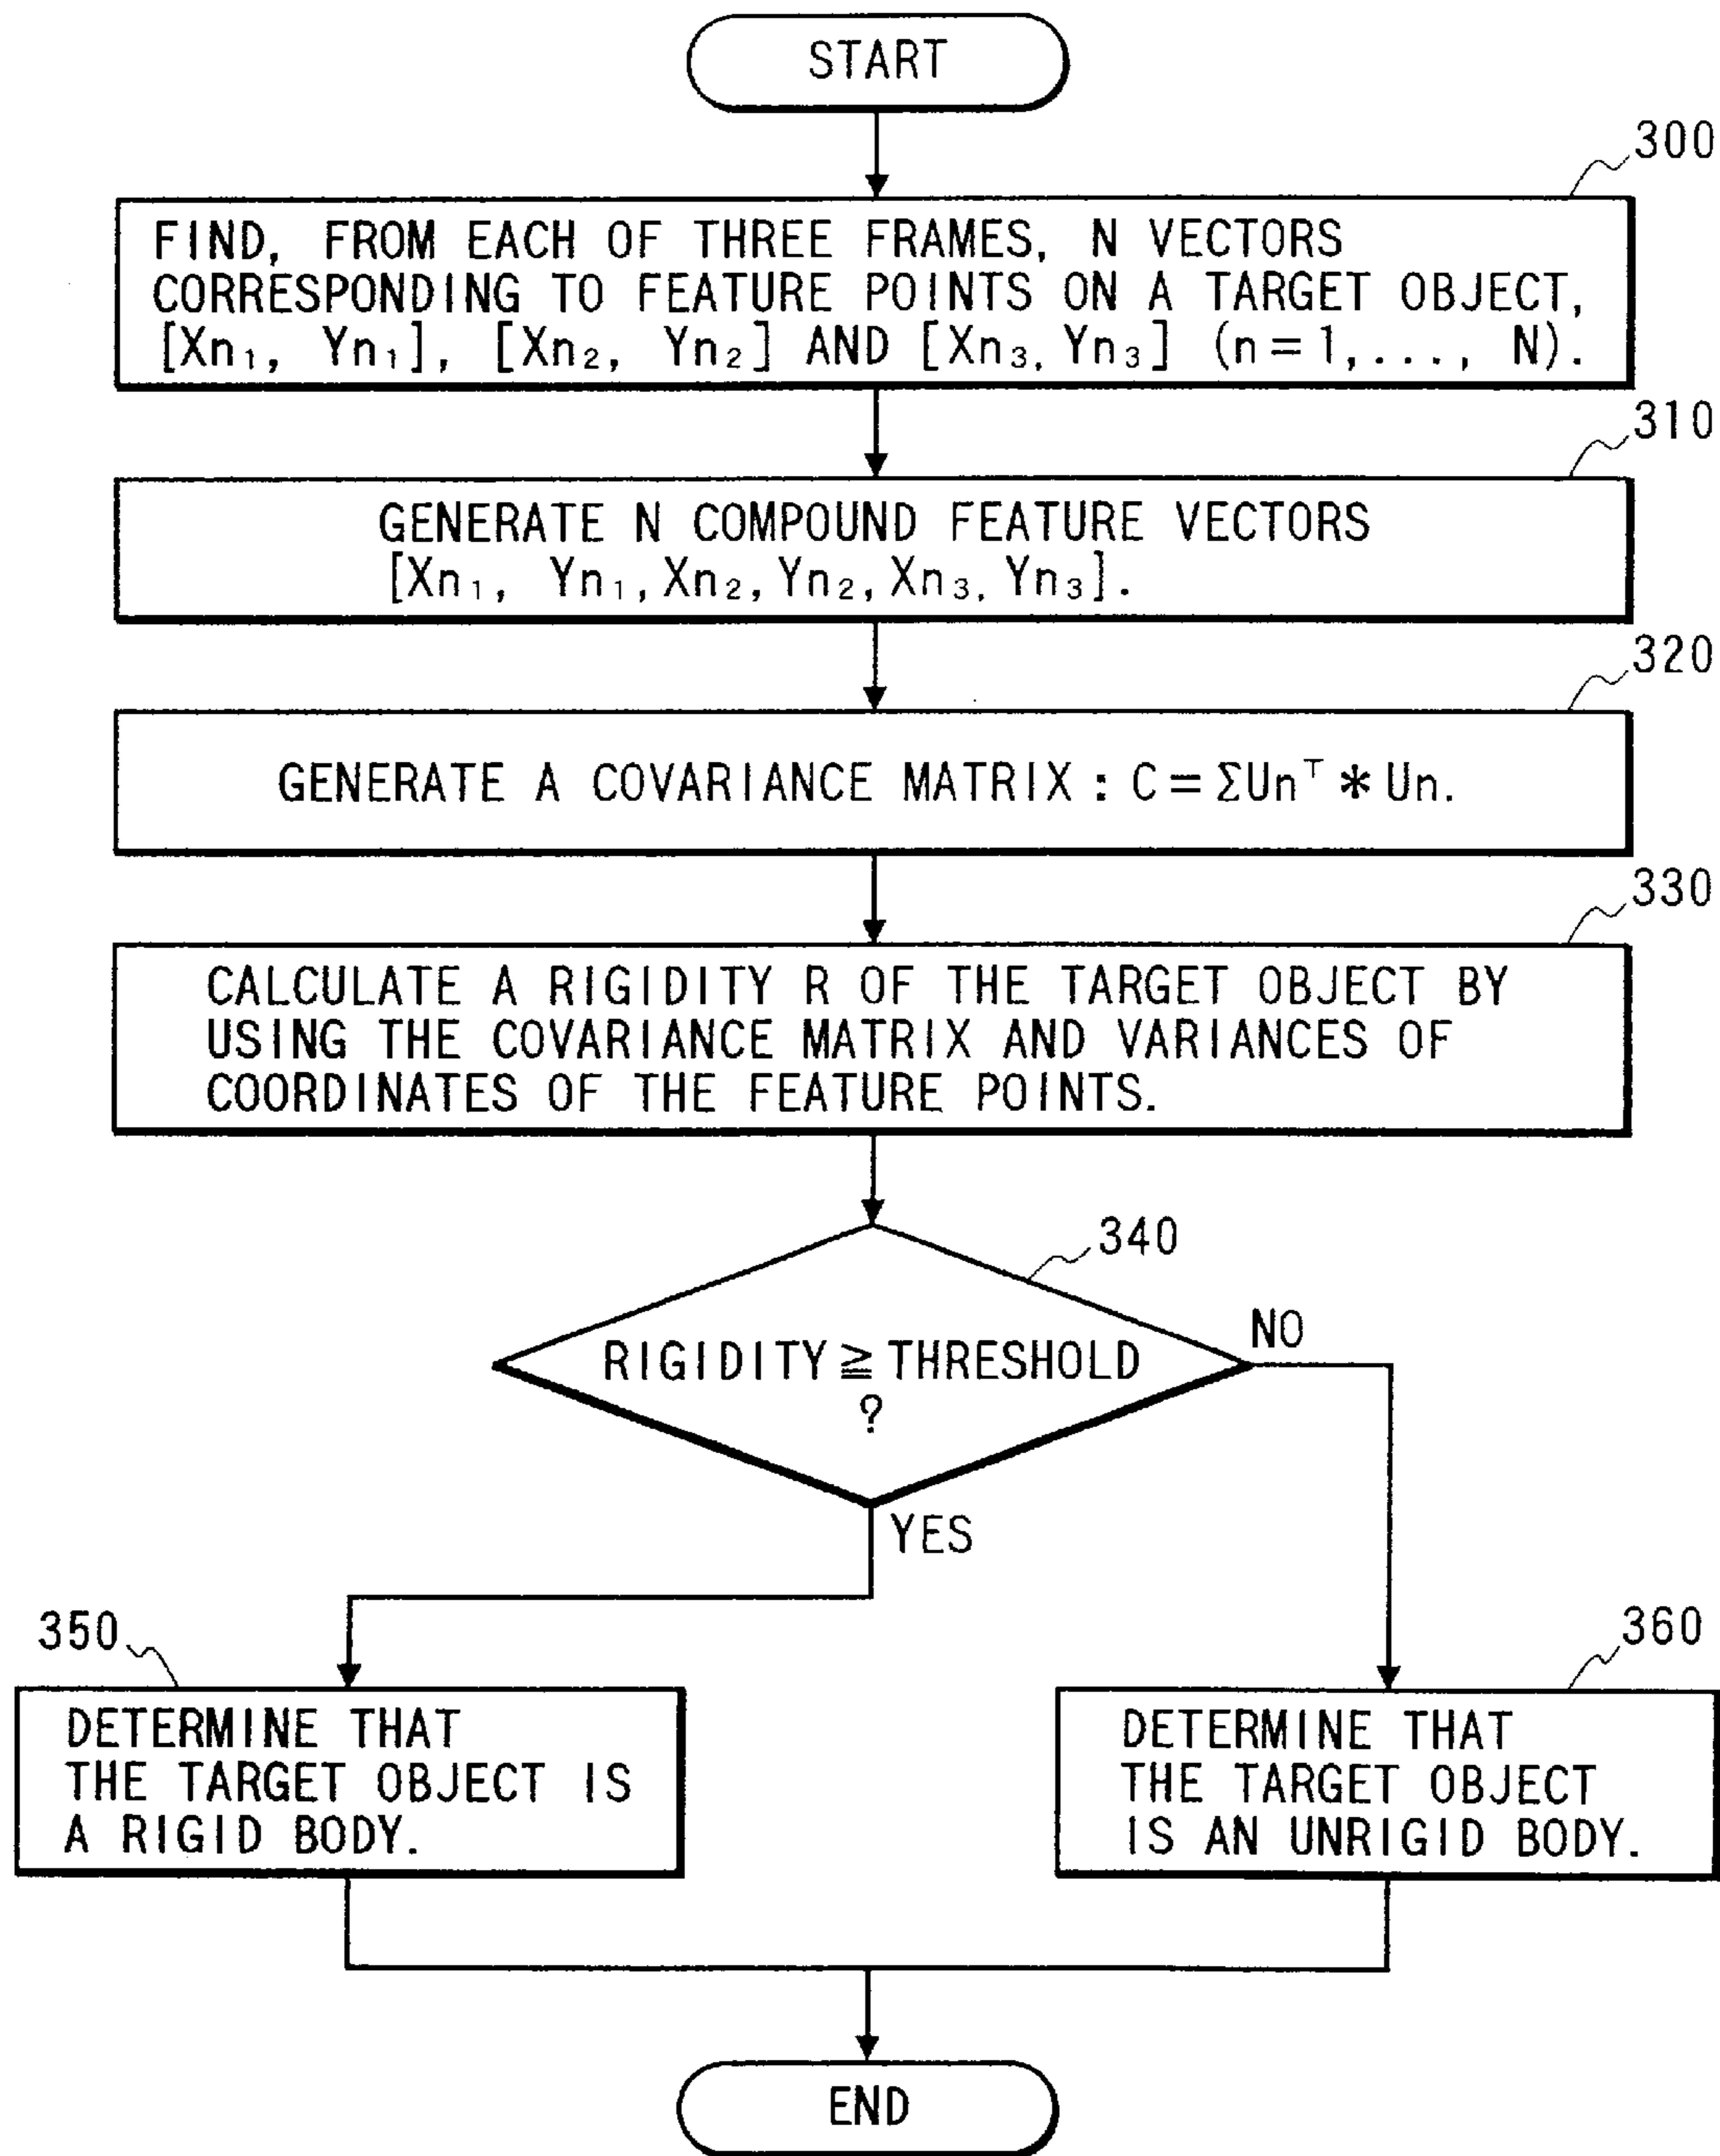 START
300
FIND, FROM EACH OF THREE FRAMES, N VECTORS
CORRESPONDING TO FEATURE POINTS ON A TARGET OBJECT,
[Xn₁, Yn₁], [Xn₂, Yn₂] AND [Xn₃, Yn₃] (n=1,..., N).
310
GENERATE N COMPOUND FEATURE VECTORS
[Xn₁, Yn₁, Xn₂, Yn₂, Xn₃, Yn₃].
320
GENERATE A COVARIANCE MATRIX : C = ΣUnᵀ * Un.
330
CALCULATE A RIGIDITY R OF THE TARGET OBJECT BY
USING THE COVARIANCE MATRIX AND VARIANCES OF
COORDINATES OF THE FEATURE POINTS.
340
RIGIDITY ≧ THRESHOLD
?
NO
YES
350
DETERMINE THAT
THE TARGET OBJECT IS
A RIGID BODY.
360
DETERMINE THAT
THE TARGET OBJECT
IS AN UNRIGID BODY.
END